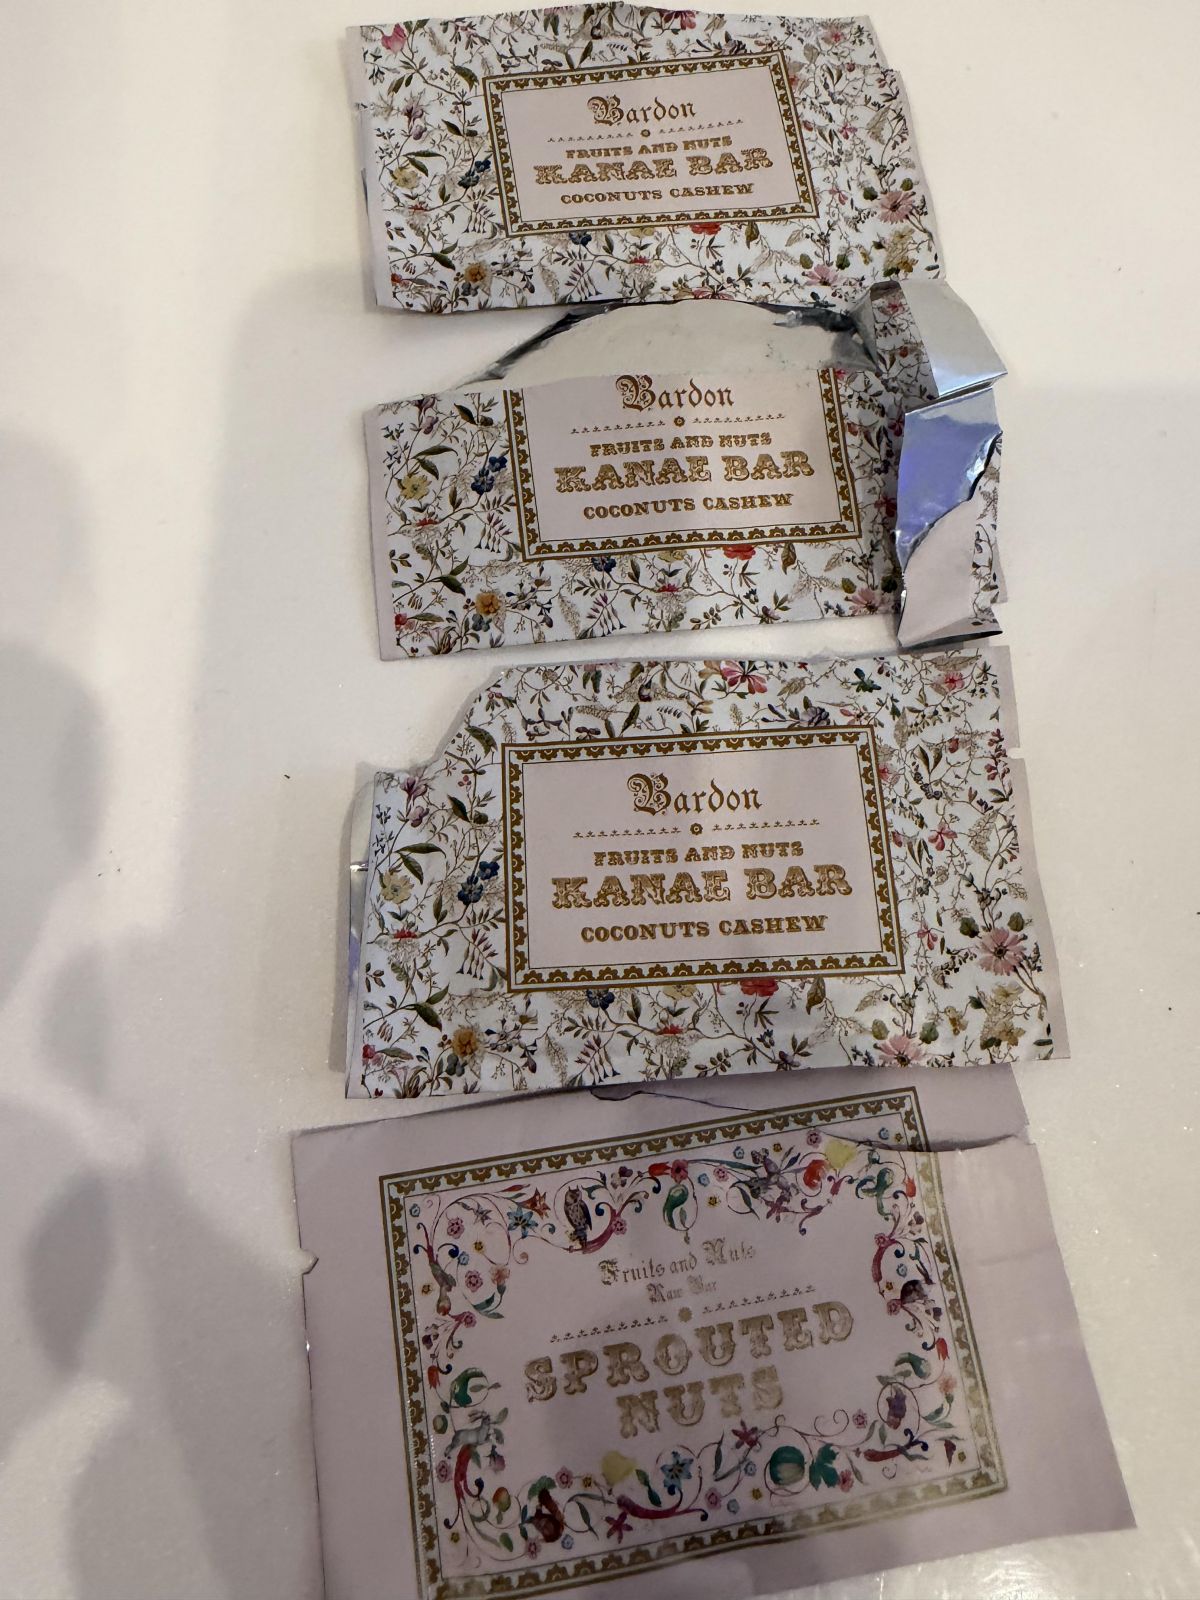 Bardon
FRUITS AND NUTS
KANAE BAR
COCONUTS CASHEW
Bardon
FRUITS AND NUTS
KANAE BAR
COCONUTS CASHEW
Bardon
FRUITS AND NUTS
KANAE BAR
COCONUTS CASHEW
Fruits and Nuts
Raw Bar
SPROUTED
NUTS